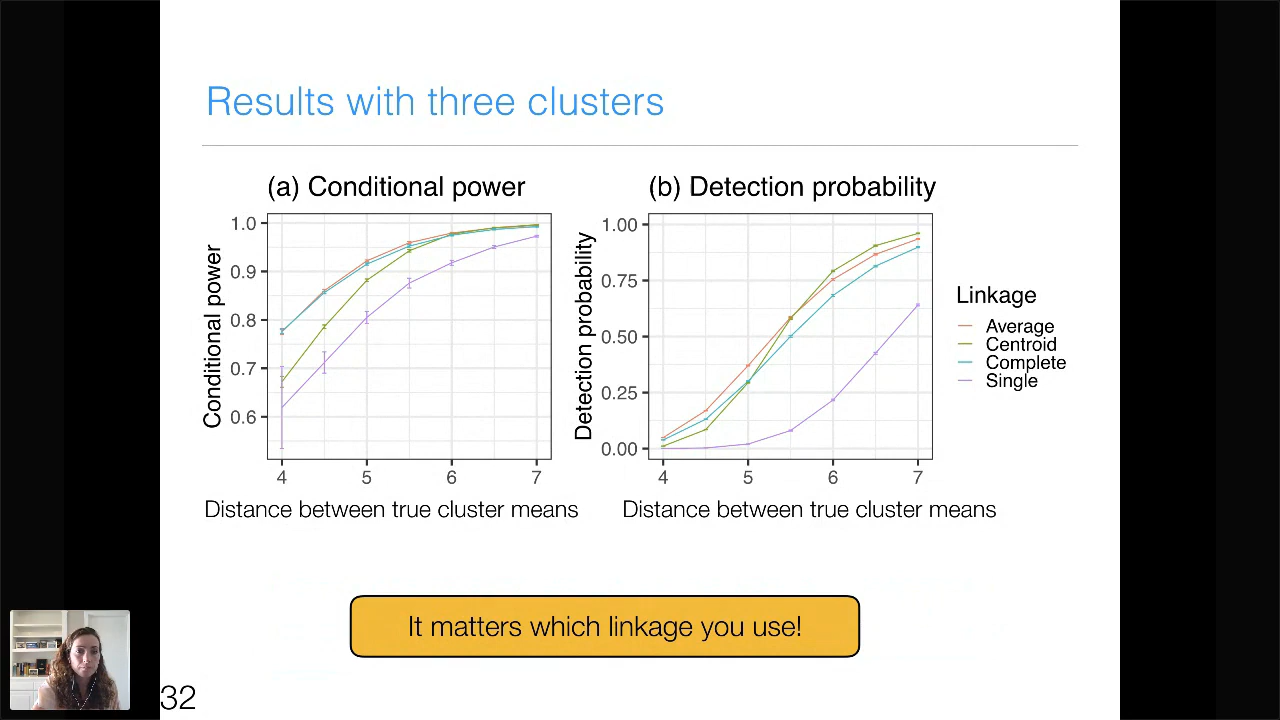 Results with three clusters
(a) Conditional power
(b) Detection probability
Conditional power
1.0
0.9
0.8
0.7
0.6
4
5
6
7
Distance between true cluster means
Detection probability
1.00
0.75
0.50
0.25
0.00
4
5
6
7
Distance between true cluster means
Linkage
Average
Centroid
Complete
Single
It matters which linkage you use!
32